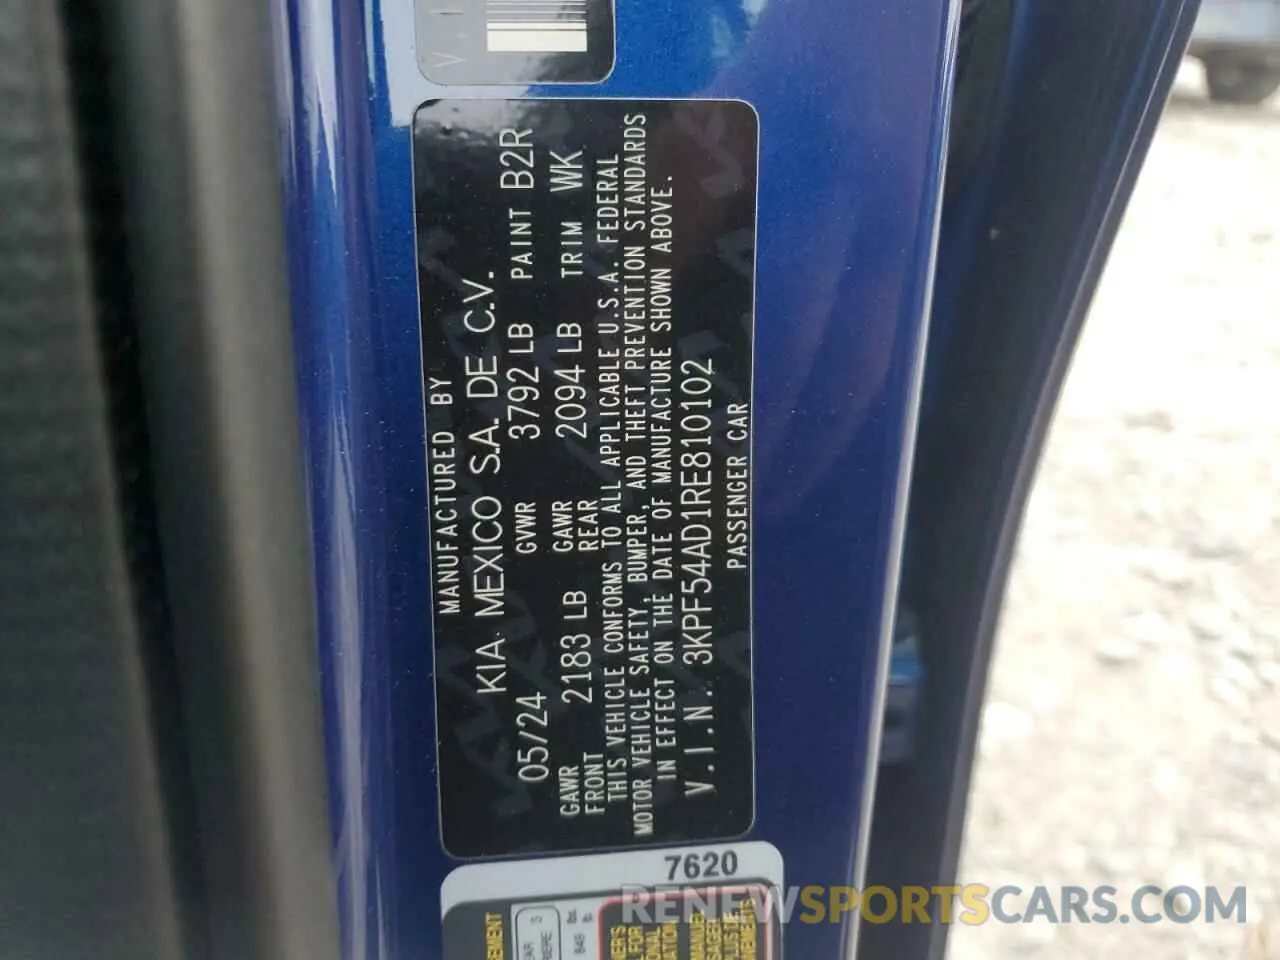 MANUFACTURED BY
KIA MEXICO S.A. DE C.V.
05/24 GVWR 3792 LB PAINT B2R
GAWR FRONT 2183 LB GAWR REAR 2094 LB TRIM WK
THIS VEHICLE CONFORMS TO ALL APPLICABLE U.S.A. FEDERAL
MOTOR VEHICLE SAFETY, BUMPER, AND THEFT PREVENTION STANDARDS
IN EFFECT ON THE DATE OF MANUFACTURE SHOWN ABOVE.
V.I.N. 3KPF54AD1RE810102
PASSENGER CAR
7620
RENEWSPORTSCARS.COM